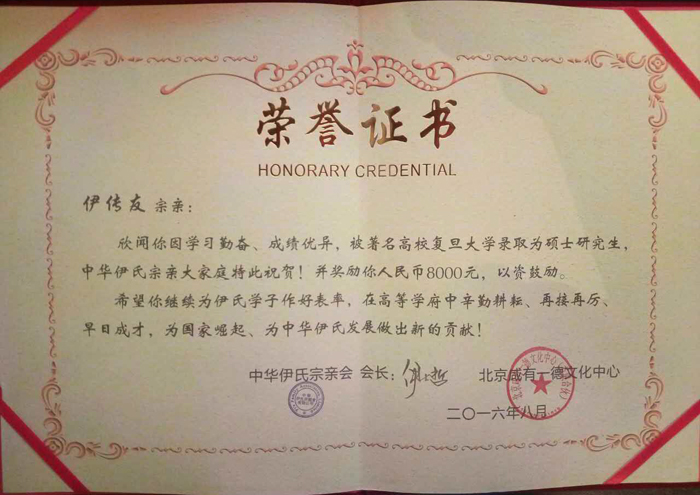 荣誉证书
HONORARY CREDENTIAL
伊传友 宗亲：
欣闻你因学习勤奋、成绩优异，被著名高校复旦大学录取为硕士研究生，
中华伊氏宗亲大家庭特此祝贺！并奖励你人民币8000元，以资鼓励。
希望你继续为伊氏学子作好表率，在高等学府中辛勤耕耘、再接再厉、
早日成才，为国家崛起、为中华伊氏发展做出新的贡献！
中华伊氏宗亲会 会长： 北京咸有一德文化中心
二〇一六年八月